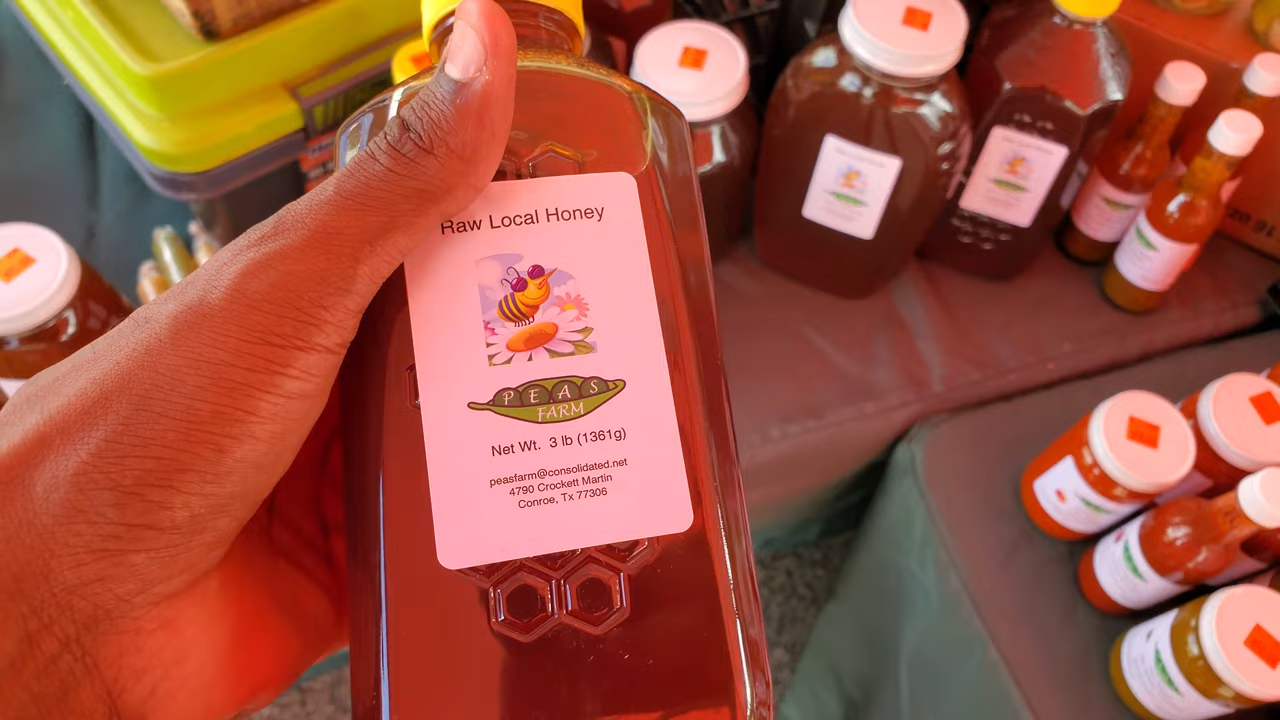 Raw Local Honey
PEAS
FARM
Net Wt. 3 lb (1361g)
peasfarm@consolidated.net
4790 Crockett Martin
Conroe, Tx 77306